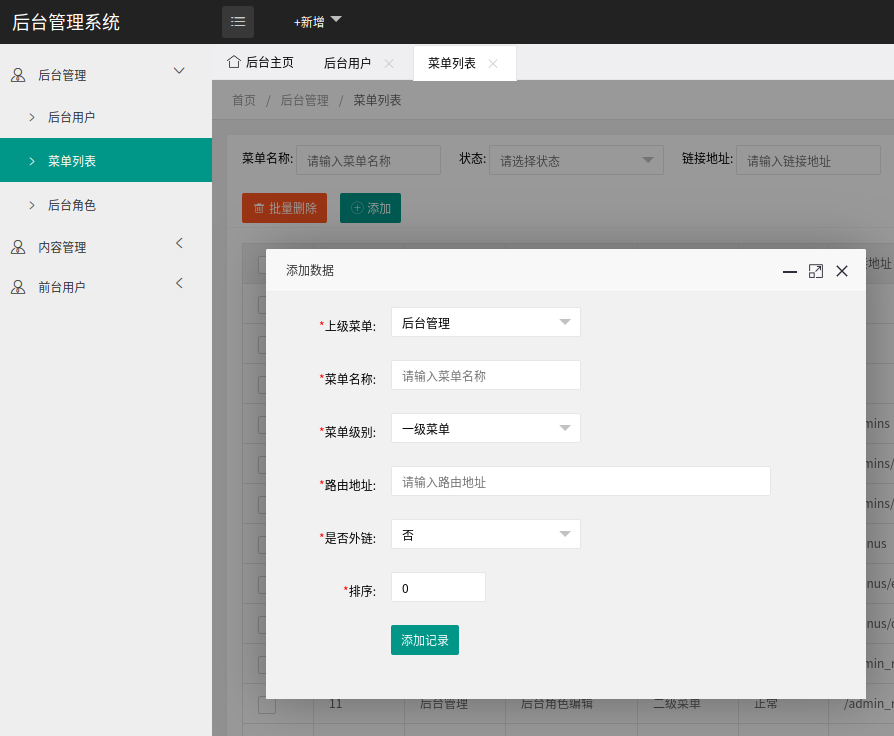 后台管理系统
+新增
后台管理
后台用户
菜单列表
后台角色
内容管理
前台用户
后台主页
后台用户
菜单列表
首页 / 后台管理 / 菜单列表
菜单名称: 请输入菜单名称 状态: 请选择状态 链接地址: 请输入链接地址
批量删除 添加
地址
添加数据
*上级菜单: 后台管理
*菜单名称: 请输入菜单名称
*菜单级别: 一级菜单
*路由地址: 请输入路由地址
*是否外链: 否
*排序: 0
添加记录
mins
mins/
mins/
nus
nus/
11 后台管理 后台角色编辑 二级菜单 正常 /admin_